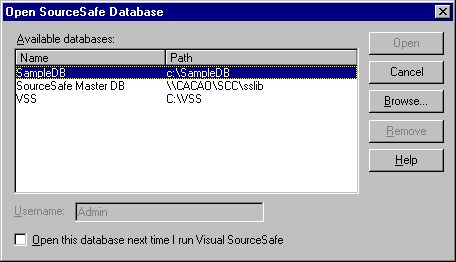 Open SourceSafe Database
Available databases:
Name Path
SampleDB c:\SampleDB
SourceSafe Master DB \\CACAO\SCC\sslib
VSS C:\VSS
Open
Cancel
Browse...
Remove
Help
Username: Admin
Open this database next time I run Visual SourceSafe